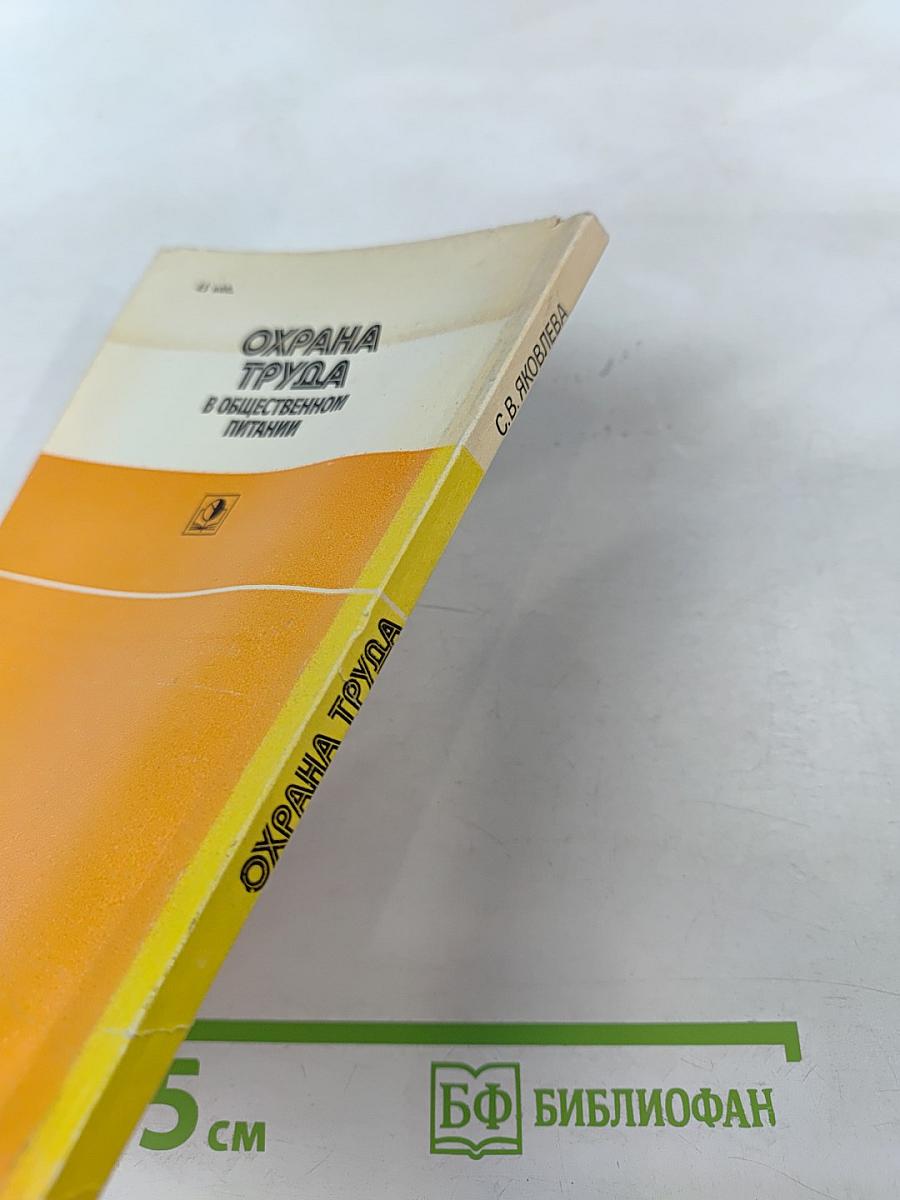 ОХРАНА
ТРУДА
В ОБЩЕСТВЕННОМ
ПИТАНИИ
С.В. ЯКОВЛЕВА
ОХРАНА ТРУДА
5 см
БФ БИБЛИОФАН